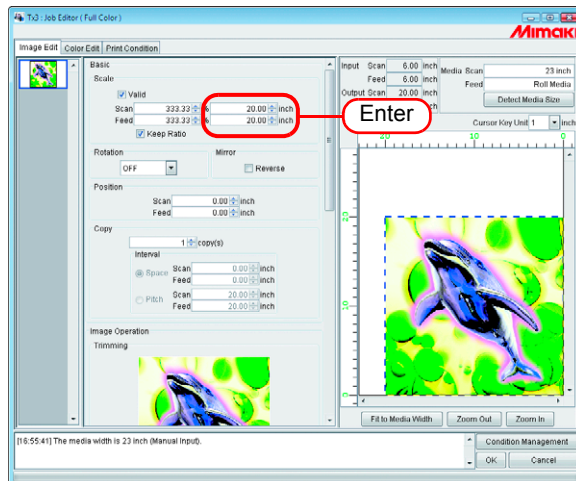 Tx3 : Job Editor ( Full Color )
Mimaki
Image Edit Color Edit Print Condition
Basic
Scale
Valid
Scan 333.33 % 20.00 inch
Feed 333.33 % 20.00 inch
Keep Ratio
Enter
Rotation
OFF
Mirror
Reverse
Position
Scan 0.00 inch
Feed 0.00 inch
Copy
1 copy(s)
Interval
Space Scan 0.00 inch
Feed 0.00 inch
Pitch Scan 20.00 inch
Feed 20.00 inch
Image Operation
Trimming
Input Scan 6.00 inch
Feed 6.00 inch
Output Scan 20.00 inch
inch
Media Scan 23 inch
Feed Roll Media
Detect Media Size
Cursor Key Unit 1 inch
20 10 0
20
10
0
Fit to Media Width Zoom Out Zoom In
[16:55:41] The media width is 23 inch (Manual Input).
Condition Management
OK Cancel